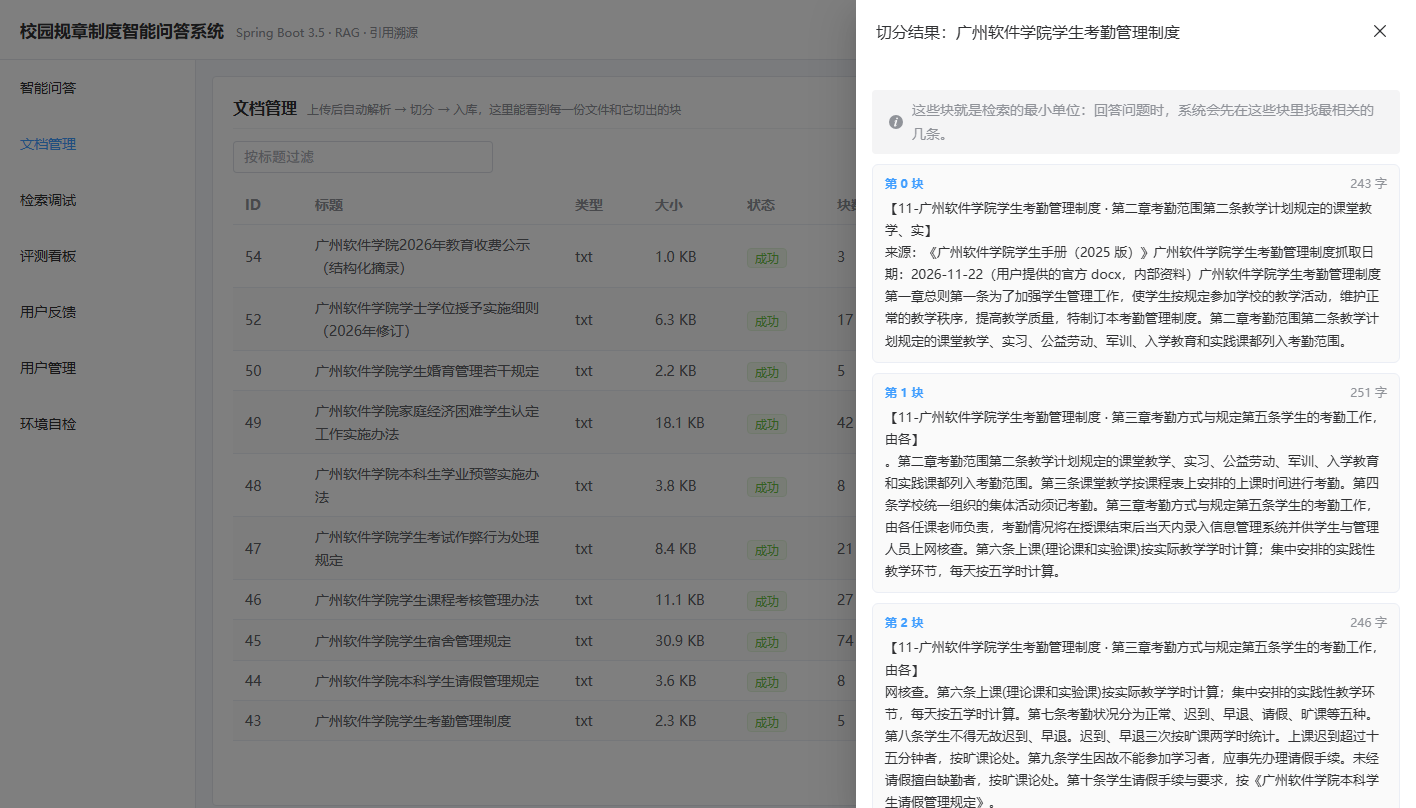 校园规章制度智能问答系统 Spring Boot 3.5 · RAG · 引用溯源
智能问答
文档管理
检索调试
评测看板
用户反馈
用户管理
环境自检
文档管理 上传后自动解析 → 切分 → 入库，这里能看到每一份文件和它切出的块
按标题过滤
ID 标题 类型 大小 状态 块
54 广州软件学院2026年教育收费公示
（结构化摘录） txt 1.0 KB 成功 3
52 广州软件学院学士学位授予实施细则
（2026年修订） txt 6.3 KB 成功 17
50 广州软件学院学生婚育管理若干规定 txt 2.2 KB 成功 5
49 广州软件学院家庭经济困难学生认定
工作实施办法 txt 18.1 KB 成功 42
48 广州软件学院本科生学业预警实施办
法 txt 3.8 KB 成功 8
47 广州软件学院学生考试作弊行为处理
规定 txt 8.4 KB 成功 21
46 广州软件学院学生课程考核管理办法 txt 11.1 KB 成功 27
45 广州软件学院学生宿舍管理规定 txt 30.9 KB 成功 74
44 广州软件学院本科学生请假管理规定 txt 3.6 KB 成功 8
43 广州软件学院学生考勤管理制度 txt 2.3 KB 成功 5
切分结果：广州软件学院学生考勤管理制度
这些块就是检索的最小单位：回答问题时，系统会先在这些块里找最相关的
几条。
第 0 块 243 字
【11-广州软件学院学生考勤管理制度 · 第二章考勤范围第二条教学计划规定的课堂教
学、实】
来源：《广州软件学院学生手册（2025 版）》广州软件学院学生考勤管理制度抓取日
期：2026-11-22（用户提供的官方 docx，内部资料）广州软件学院学生考勤管理制度
第一章总则第一条为了加强学生管理工作，使学生按规定参加学校的教学活动，维护正
常的教学秩序，提高教学质量，特制订本考勤管理制度。第二章考勤范围第二条教学计
划规定的课堂教学、实习、公益劳动、军训、入学教育和实践课都列入考勤范围。
第 1 块 251 字
【11-广州软件学院学生考勤管理制度 · 第三章考勤方式与规定第五条学生的考勤工作，
由各】
。第二章考勤范围第二条教学计划规定的课堂教学、实习、公益劳动、军训、入学教育
和实践课都列入考勤范围。第三条课堂教学按课程表上安排的上课时间进行考勤。第四
条学校统一组织的集体活动须记考勤。第三章考勤方式与规定第五条学生的考勤工作，
由各任课老师负责，考勤情况将在授课结束后当天内录入信息管理系统并供学生与管理
人员上网核查。第六条上课(理论课和实验课)按实际教学学时计算；集中安排的实践性
教学环节，每天按五学时计算。
第 2 块 246 字
【11-广州软件学院学生考勤管理制度 · 第三章考勤方式与规定第五条学生的考勤工作，
由各】
网核查。第六条上课(理论课和实验课)按实际教学学时计算；集中安排的实践性教学环
节，每天按五学时计算。第七条考勤状况分为正常、迟到、早退、请假、旷课等五种。
第八条学生不得无故迟到、早退。迟到、早退三次按旷课两学时统计。上课迟到超过十
五分钟者，按旷课论处。第九条学生因故不能参加学习者，应事先办理请假手续。未经
请假擅自缺勤者，按旷课论处。第十条学生请假手续与要求，按《广州软件学院本科学
生请假管理规定》。